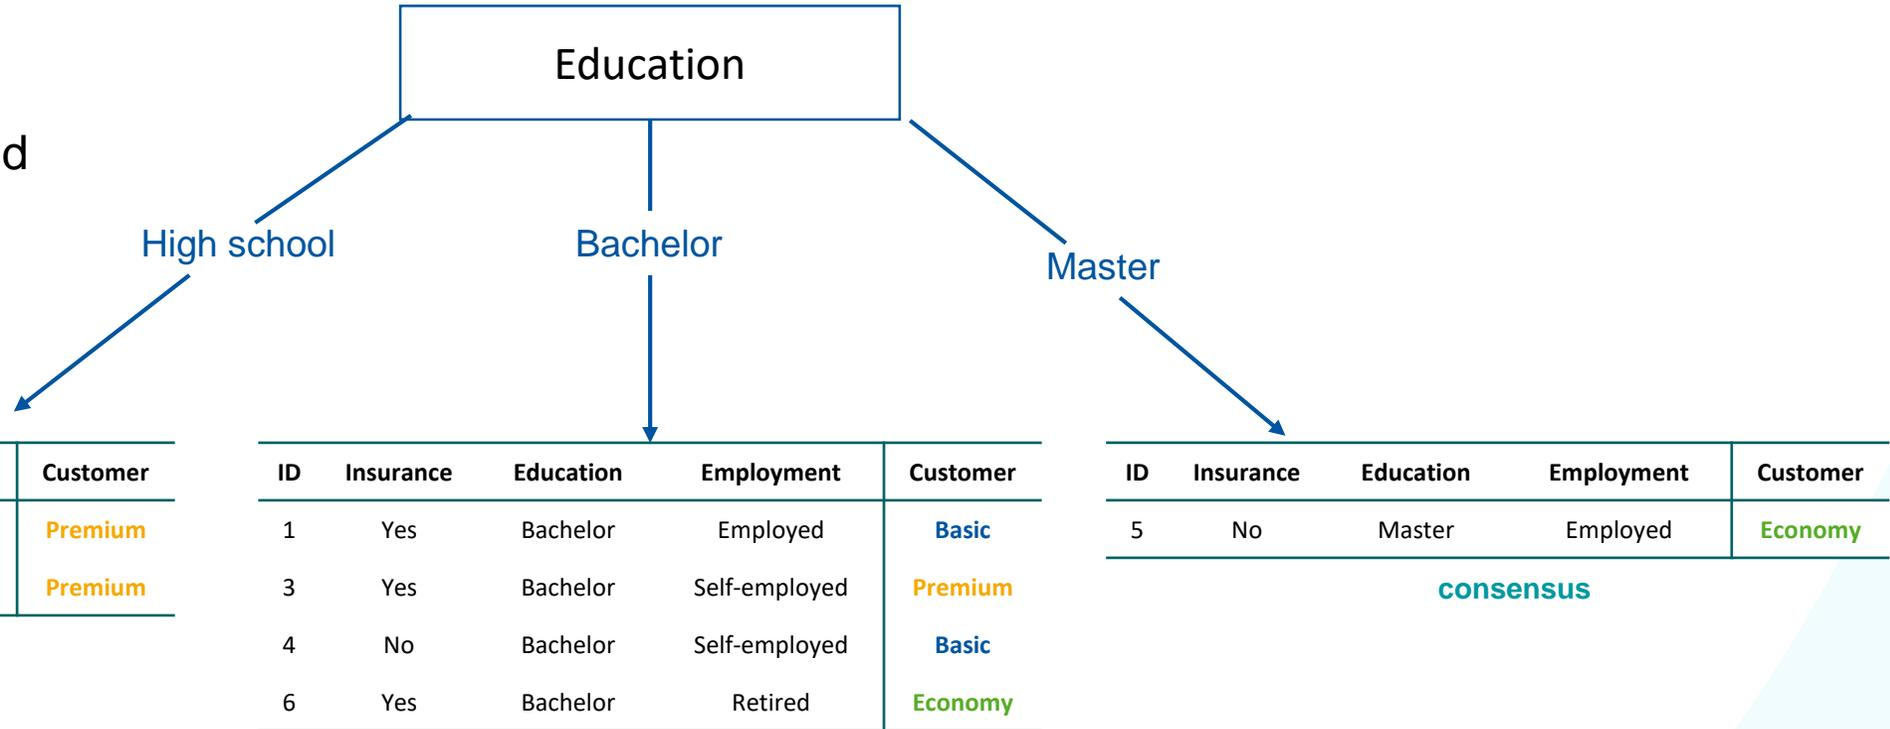 Education
d
High school
Bachelor
Master
Customer
Premium
Premium
ID Insurance Education Employment Customer
1 Yes Bachelor Employed Basic
3 Yes Bachelor Self-employed Premium
4 No Bachelor Self-employed Basic
6 Yes Bachelor Retired Economy
ID Insurance Education Employment Customer
5 No Master Employed Economy
consensus